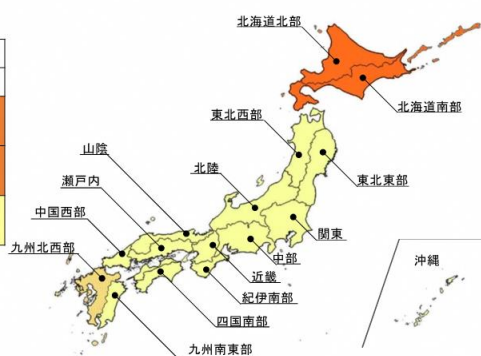 北海道北部
北海道南部
東北西部
山陰
北陸
東北東部
瀬戸内
中国西部
関東
九州北西部
中部
沖縄
近畿
紀伊南部
四国南部
九州南東部